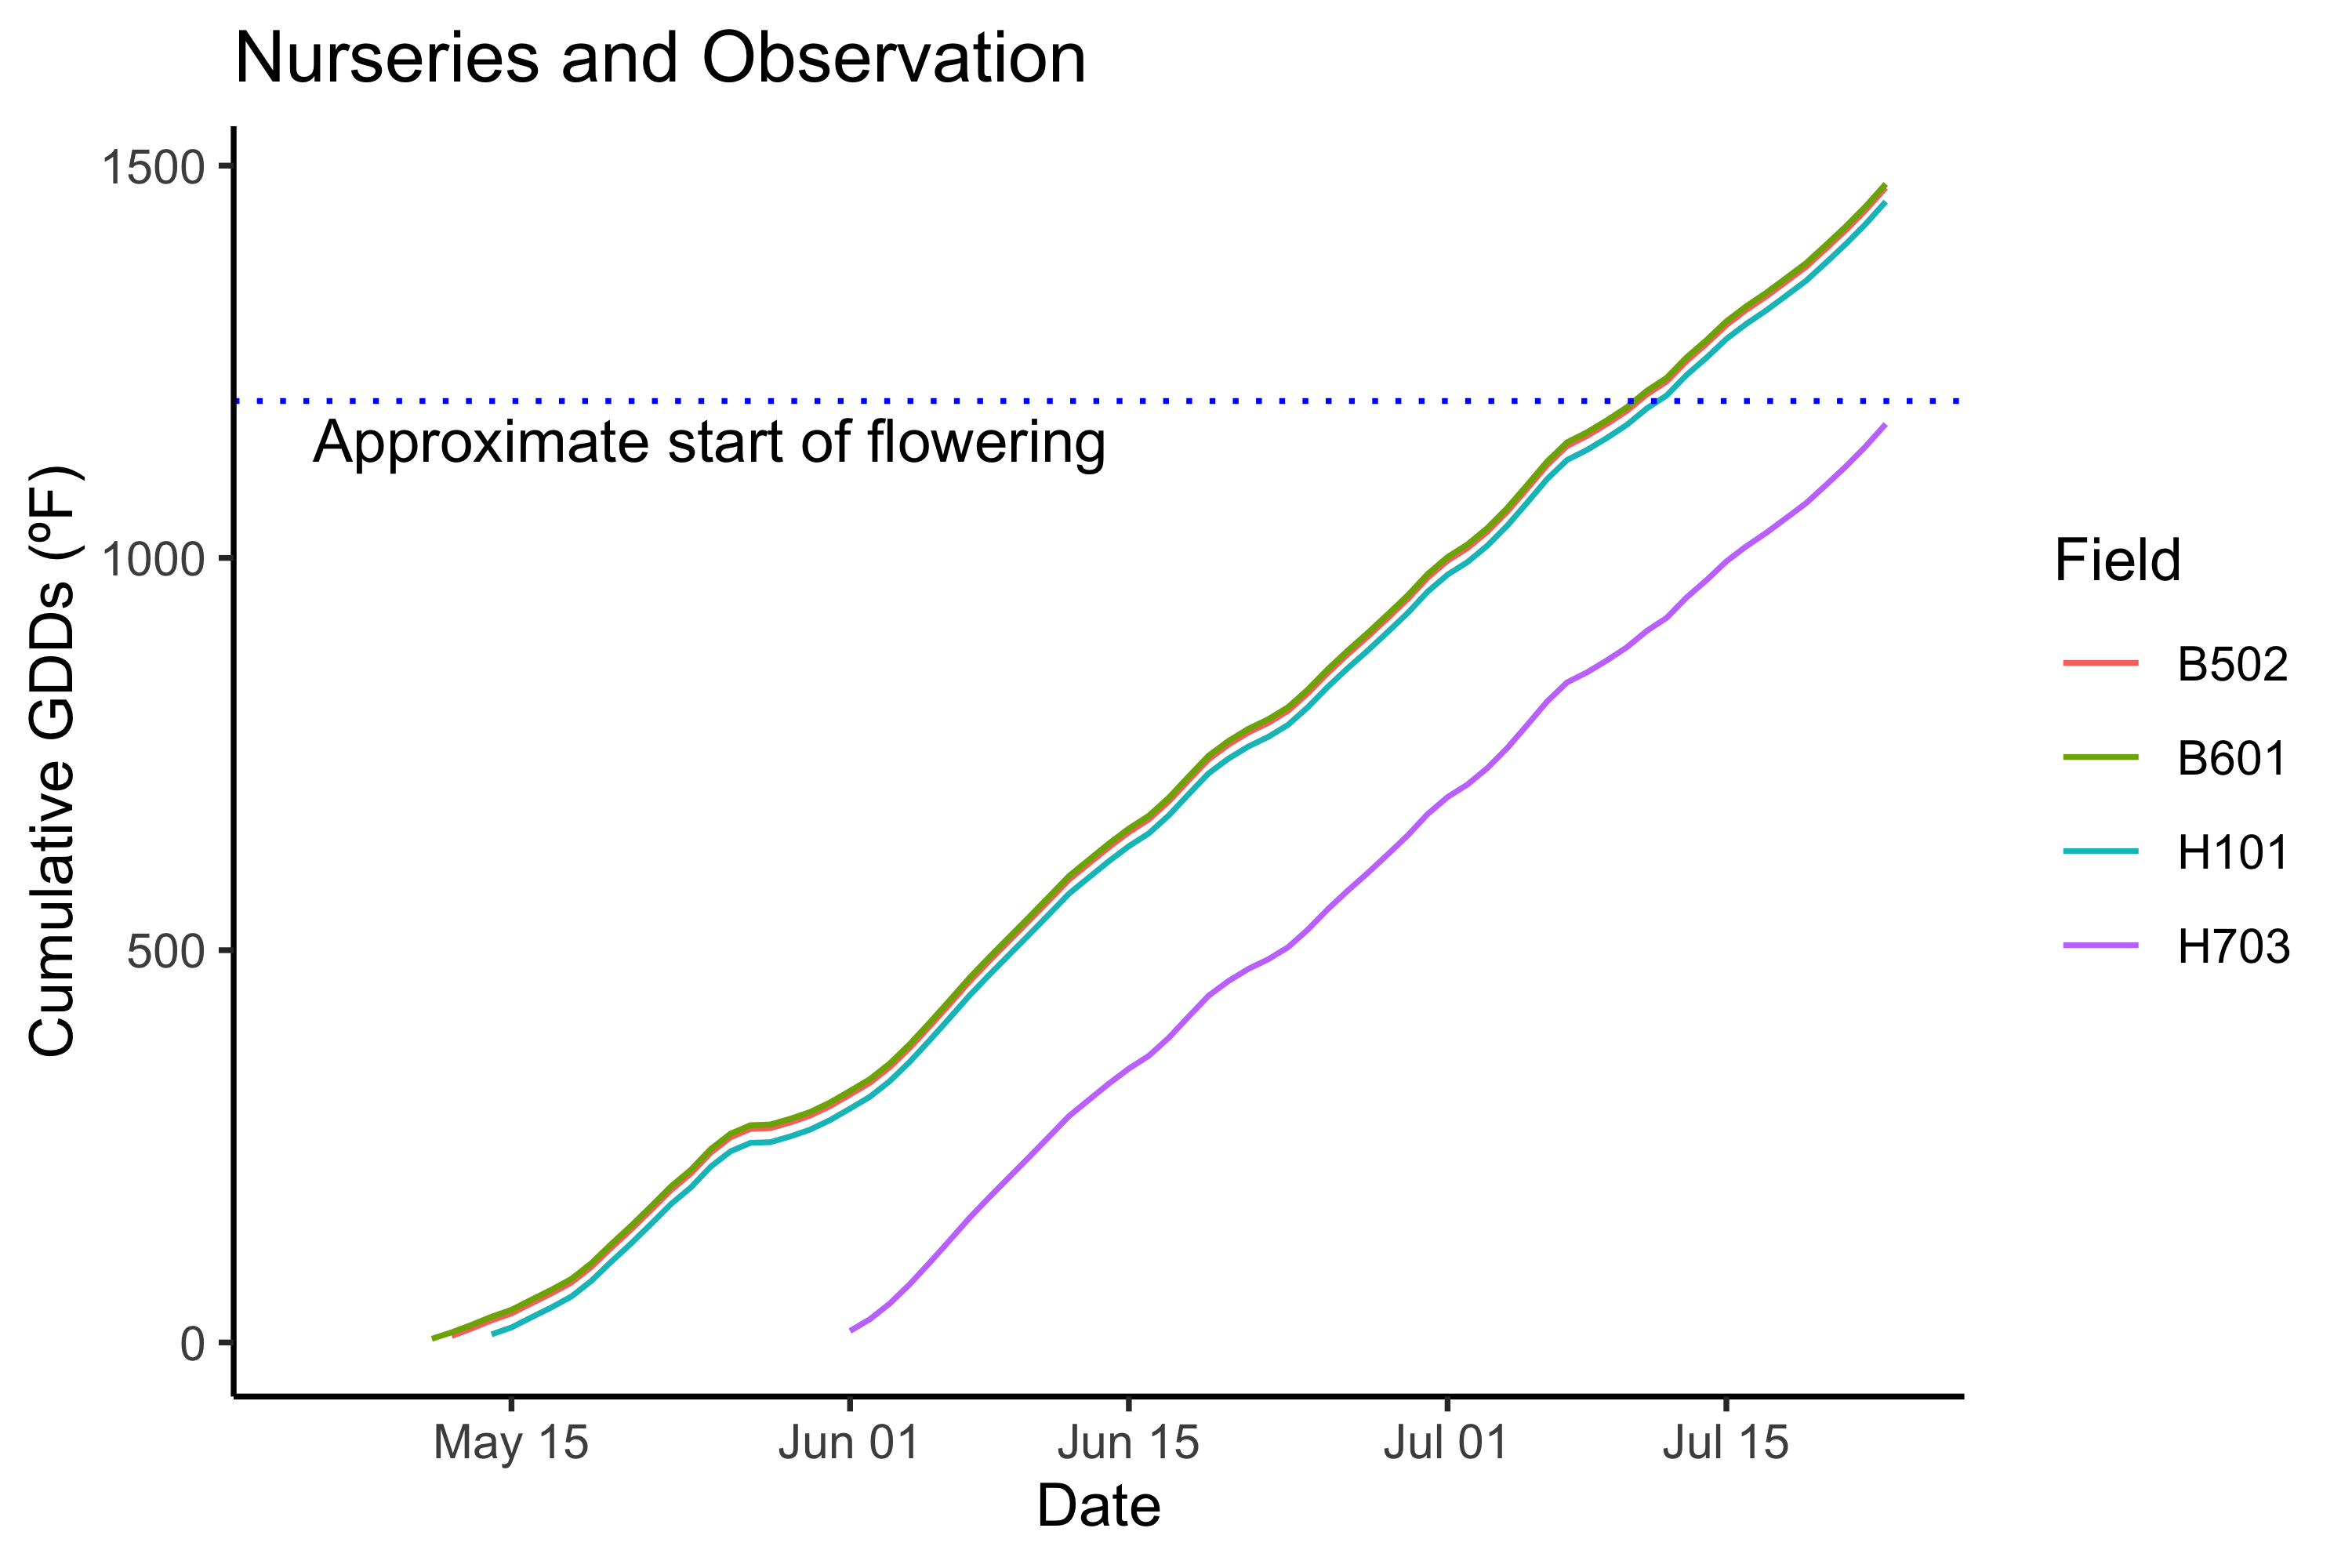 Nurseries and Observation
1500
1000
500
0
Cumulative GDDs (ºF)
Approximate start of flowering
May 15
Jun 01
Jun 15
Jul 01
Jul 15
Date
Field
B502
B601
H101
H703